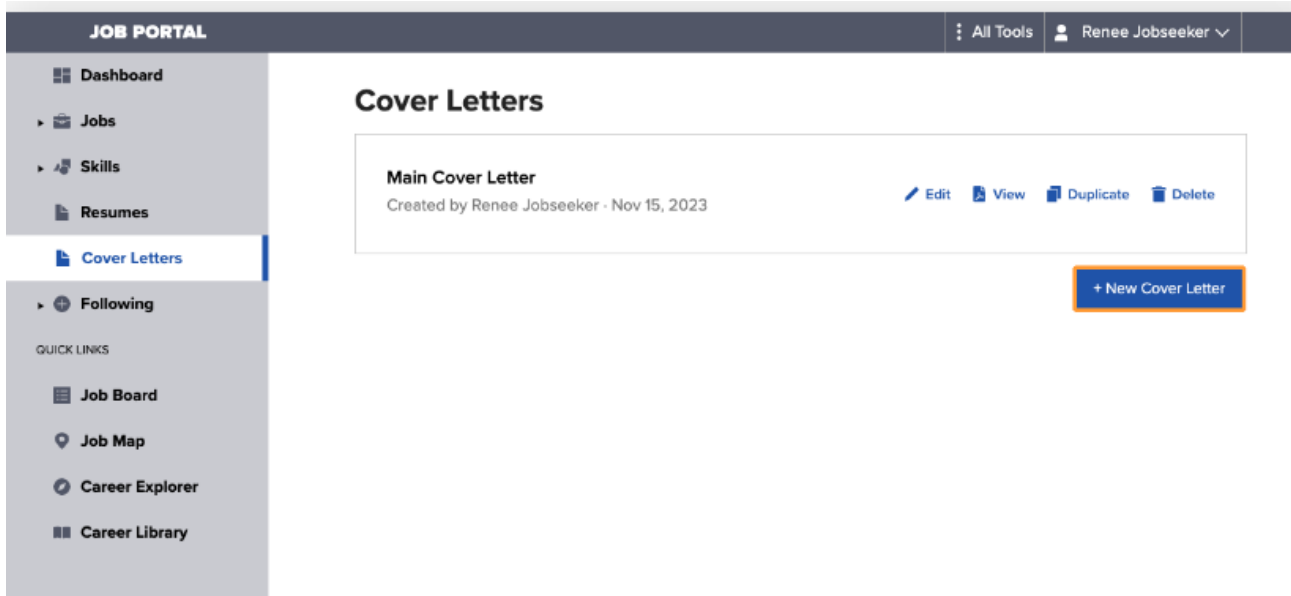 JOB PORTAL
All Tools
Renee Jobseeker
Dashboard
Jobs
Skills
Resumes
Cover Letters
Following
QUICK LINKS
Job Board
Job Map
Career Explorer
Career Library
Cover Letters
Main Cover Letter
Created by Renee Jobseeker · Nov 15, 2023
Edit View Duplicate Delete
+ New Cover Letter